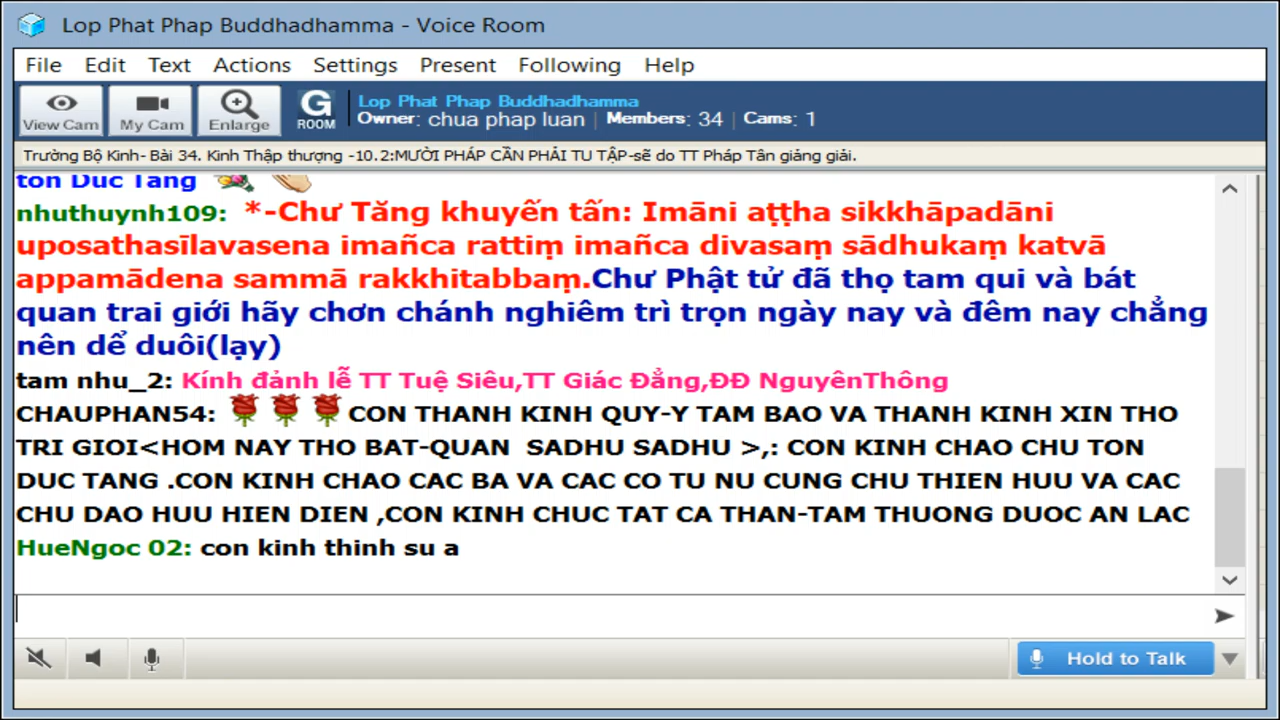 Lop Phat Phap Buddhadhamma - Voice Room
File Edit Text Actions Settings Present Following Help
View Cam My Cam Enlarge G ROOM
Lop Phat Phap Buddhadhamma
Owner: chua phap luan | Members: 34 | Cams: 1
Trường Bộ Kinh- Bài 34. Kinh Thập thượng -10.2:MƯỜI PHÁP CẦN PHẢI TU TẬP-sẽ do TT Pháp Tân giảng giải.
ton Duc Tang
nhuthuynh109: *-Chư Tăng khuyến tấn: Imāni aṭṭha sikkhāpadāni
uposathasīlavasena imañca rattiṃ imañca divasaṃ sādhukaṃ katvā
appamādena sammā rakkhitabbaṃ.Chư Phật tử đã thọ tam qui và bát
quan trai giới hãy chơn chánh nghiêm trì trọn ngày nay và đêm nay chẳng
nên dể duôi(lạy)
tam nhu_2: Kính đảnh lễ TT Tuệ Siêu,TT Giác Đẳng,ĐĐ NguyênThông
CHAUPHAN54: CON THANH KINH QUY-Y TAM BAO VA THANH KINH XIN THO
TRI GIOI<HOM NAY THO BAT-QUAN SADHU SADHU >,: CON KINH CHAO CHU TON
DUC TANG .CON KINH CHAO CAC BA VA CAC CO TU NU CUNG CHU THIEN HUU VA CAC
CHU DAO HUU HIEN DIEN ,CON KINH CHUC TAT CA THAN-TAM THUONG DUOC AN LAC
HueNgoc 02: con kinh thinh su a
Hold to Talk